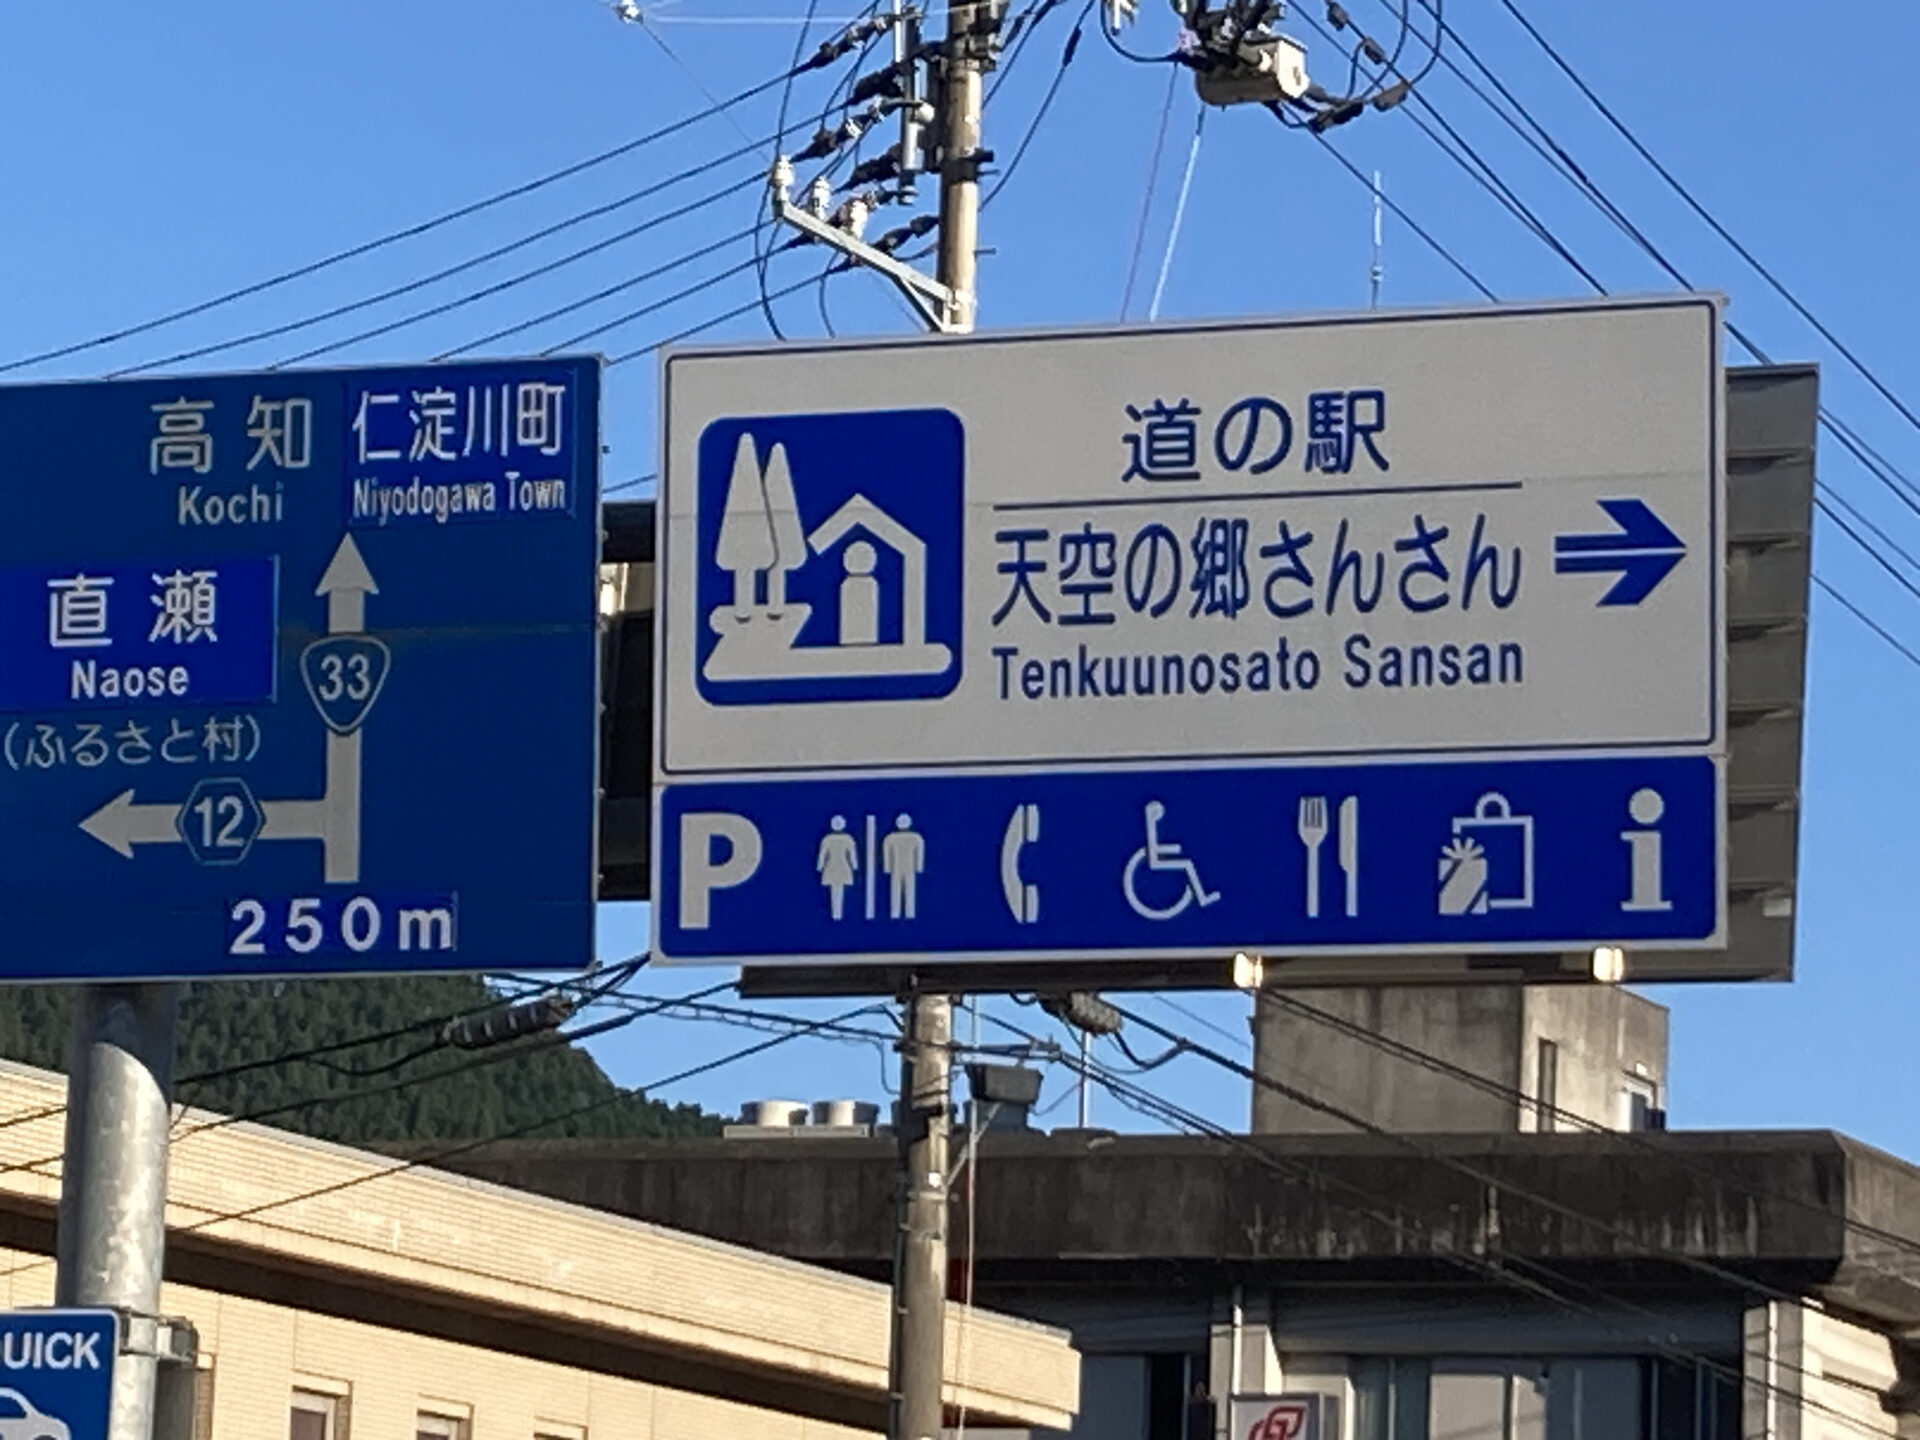 高知 仁淀川町
Kochi Niyodogawa Town
直瀬
Naose
33
(ふるさと村)
12
250m
道の駅
天空の郷さんさん
Tenkuunosato Sansan
P
i
UICK